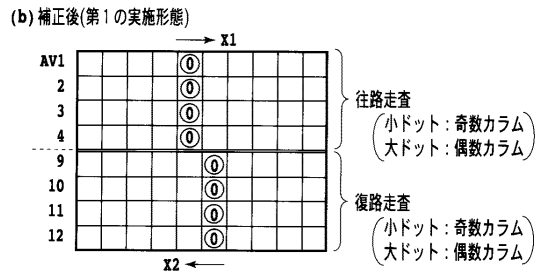 (b)補正後(第1の実施形態)
X1
AV1 0
2 0
3 0
4 0
往路走査
(小ドット:奇数カラム
大ドット:偶数カラム)
9 0
10 0
11 0
12 0
復路走査
(小ドット:奇数カラム
大ドット:偶数カラム)
X2